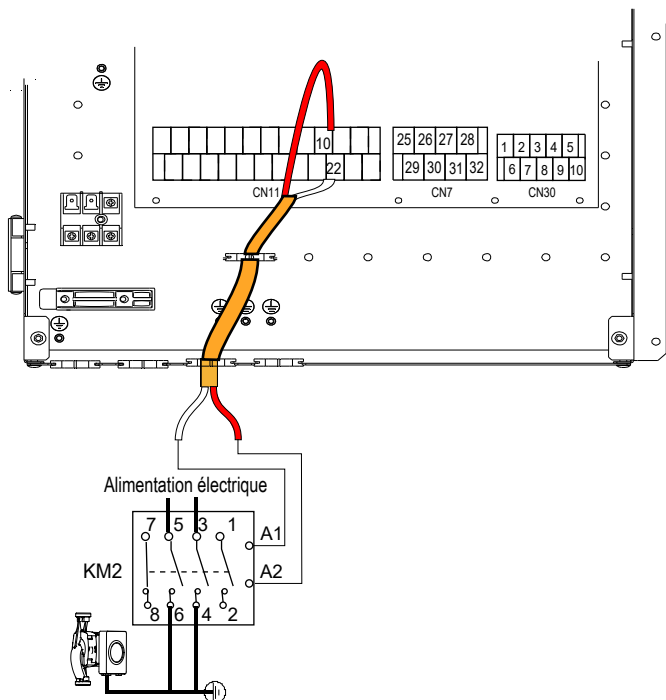 10
22
CN11
25 26 27 28
29 30 31 32
CN7
1 2 3 4 5
6 7 8 9 10
CN30
Alimentation électrique
7 5 3 1
A1
KM2
A2
8 6 4 2